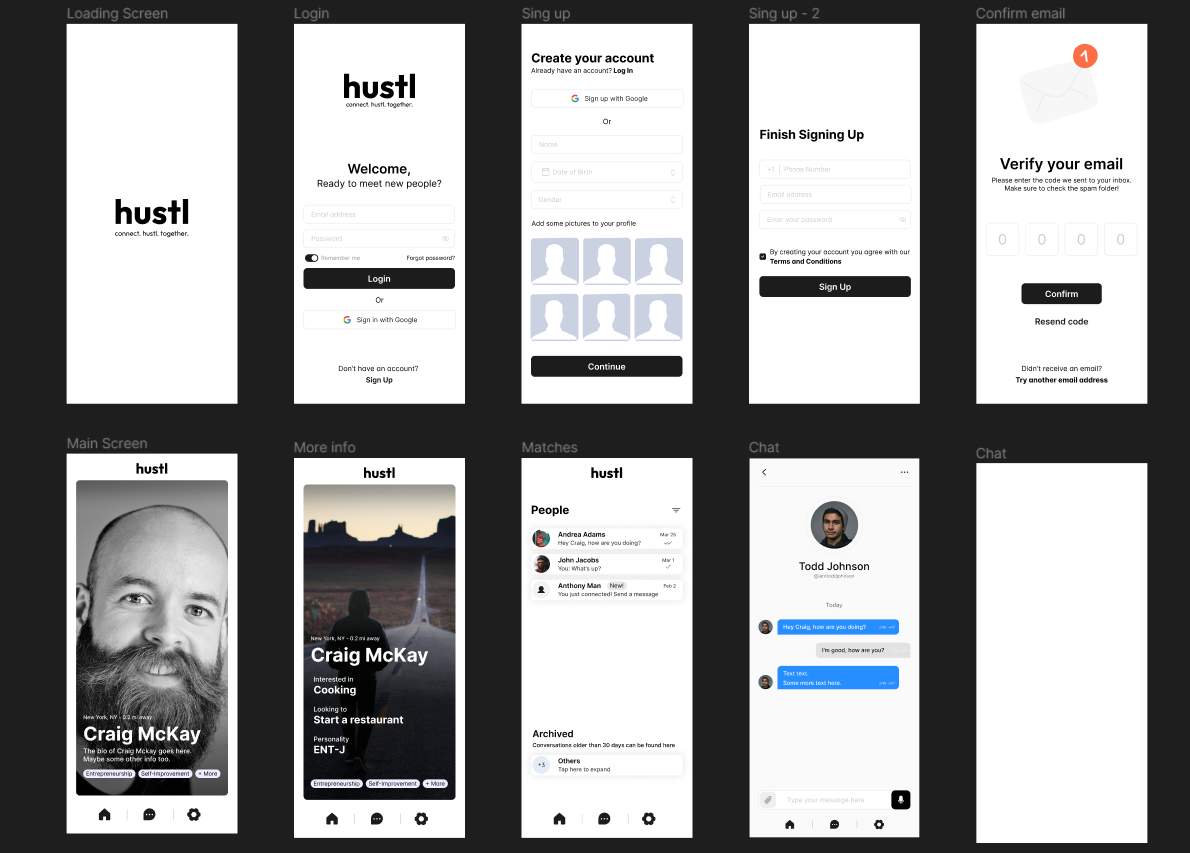 Loading Screen
hustl
connect. hustl. together.
Login
hustl
connect. hustl. together.
Welcome,
Ready to meet new people?
Email address
Password
Remember me
Forgot password?
Login
Or
Sign in with Google
Don't have an account?
Sign Up
Sing up
Create your account
Already have an account? Log In
Sign up with Google
Or
Name
Date of Birth
Gender
Add some pictures to your profile
Continue
Sing up - 2
Finish Signing Up
+1 | Phone Number
Email address
Enter your password
By creating your account you agree with our
Terms and Conditions
Sign Up
Confirm email
1
Verify your email
Please enter the code we sent to your inbox.
Make sure to check the spam folder!
0 0 0 0
Confirm
Resend code
Didn't receive an email?
Try another email address
Main Screen
hustl
New York, NY - 0.2 mi away
Craig McKay
The bio of Craig McKay goes here.
Maybe some other info too.
Entrepreneurship Self-Improvement + More
More info
hustl
New York, NY - 0.2 mi away
Craig McKay
Interested in
Cooking
Looking to
Start a restaurant
Personality
ENT-J
Entrepreneurship Self-Improvement + More
Matches
hustl
People
Andrea Adams Mar 25
Hey Craig, how are you doing?
John Jacobs Mar 1
You: What's up?
Anthony Man New! Feb 2
You just connected! Send a message
Archived
Conversations older than 30 days can be found here
+3 Others
Tap here to expand
Chat
Todd Johnson
Today
Hey Craig, how are you doing?
I'm good, how are you?
Text text.
Some more text here.
Type your message here
Chat